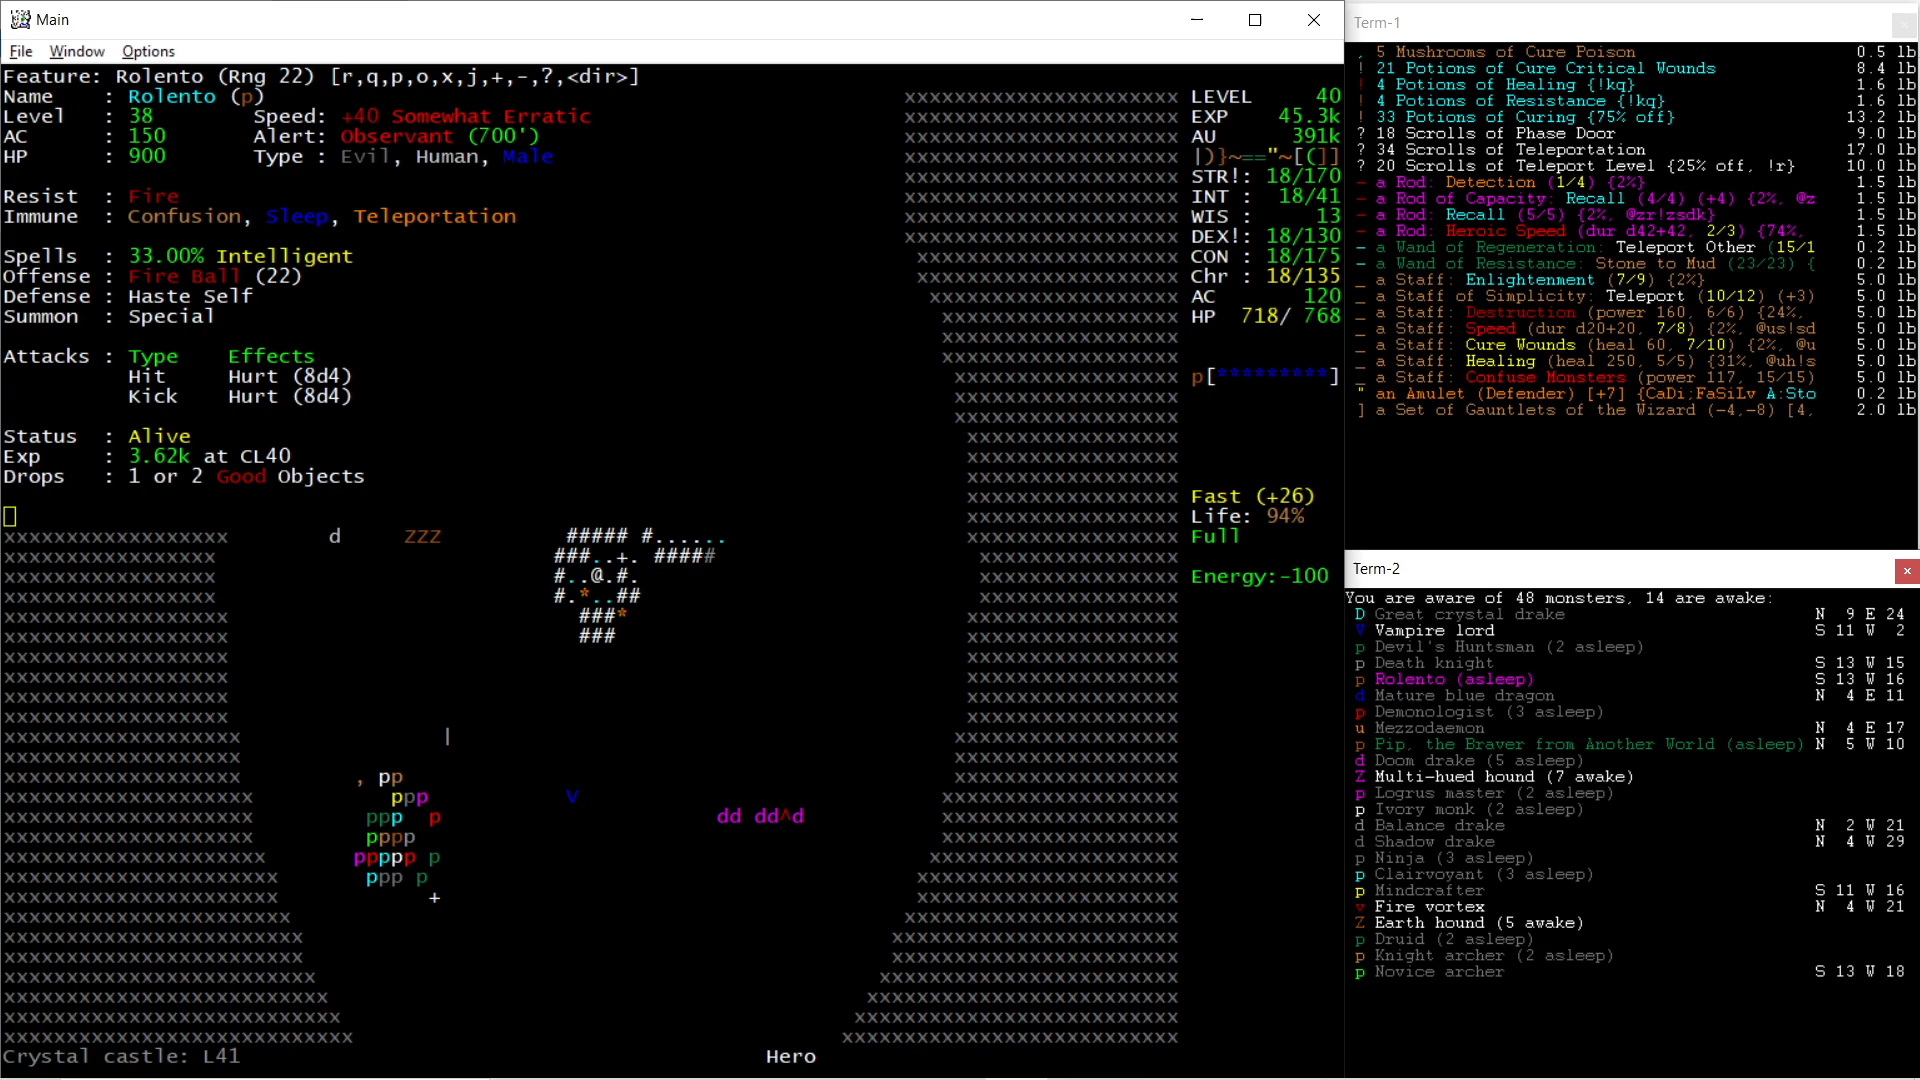 Main
File Window Options
Feature: Rolento (Rng 22) [r,q,p,o,x,j,+,-,?,<dir>]
Name : Rolento (p)
Level : 38 Speed: +40 Somewhat Erratic
AC : 150 Alert: Observant (700')
HP : 900 Type : Evil, Human, Male
Resist : Fire
Immune : Confusion, Sleep, Teleportation
Spells : 33.00% Intelligent
Offense : Fire Ball (22)
Defense : Haste Self
Summon : Special
Attacks : Type Effects
Hit Hurt (8d4)
Kick Hurt (8d4)
Status : Alive
Exp : 3.62k at CL40
Drops : 1 or 2 Good Objects
d ZZZ ##### #......
###..+. #####
#..@.#.
#.*..##
###*
###
|
, pp
ppp V
ppp p dd dd^d
pppp
ppppp p
ppp p
+
Crystal castle: L41 Hero
LEVEL 40
EXP 45.3k
AU 391k
|)}~=="~[(]]
STR!: 18/170
INT : 18/41
WIS : 13
DEX!: 18/130
CON : 18/175
Chr : 18/135
AC 120
HP 718/ 768
p[*********]
Fast (+26)
Life: 94%
Full
Energy:-100
Term-1
, 5 Mushrooms of Cure Poison 0.5 lb
! 21 Potions of Cure Critical Wounds 8.4 lb
! 4 Potions of Healing {!kq} 1.6 lb
! 4 Potions of Resistance {!kq} 1.6 lb
! 33 Potions of Curing {75% off} 13.2 lb
? 18 Scrolls of Phase Door 9.0 lb
? 34 Scrolls of Teleportation 17.0 lb
? 20 Scrolls of Teleport Level {25% off, !r} 10.0 lb
- a Rod: Detection (1/4) {2%} 1.5 lb
- a Rod of Capacity: Recall (4/4) (+4) {2%, @z 1.5 lb
- a Rod: Recall (5/5) {2%, @zr!zsdk} 1.5 lb
- a Rod: Heroic Speed (dur d42+42, 2/3) {74%, 1.5 lb
- a Wand of Regeneration: Teleport Other (15/1 0.2 lb
- a Wand of Resistance: Stone to Mud (23/23) { 0.2 lb
_ a Staff: Enlightenment (7/9) {2%} 5.0 lb
_ a Staff of Simplicity: Teleport (10/12) (+3) 5.0 lb
_ a Staff: Destruction (power 160, 6/6) {24%, 5.0 lb
_ a Staff: Speed (dur d20+20, 7/8) {2%, @us!sd 5.0 lb
_ a Staff: Cure Wounds (heal 60, 7/10) {2%, @u 5.0 lb
_ a Staff: Healing (heal 250, 5/5) {31%, @uh!s 5.0 lb
_ a Staff: Confuse Monsters (power 117, 15/15) 5.0 lb
" an Amulet (Defender) [+7] {CaDi;FaSiLv A:Sto 0.2 lb
] a Set of Gauntlets of the Wizard (-4,-8) [4, 2.0 lb
Term-2
You are aware of 48 monsters, 14 are awake:
D Great crystal drake N 9 E 24
V Vampire lord S 11 W 2
p Devil's Huntsman (2 asleep)
p Death knight S 13 W 15
p Rolento (asleep) S 13 W 16
d Mature blue dragon N 4 E 11
p Demonologist (3 asleep)
u Mezzodaemon N 4 E 17
p Pip, the Braver from Another World (asleep) N 5 W 10
d Doom drake (5 asleep)
Z Multi-hued hound (7 awake)
p Logrus master (2 asleep)
p Ivory monk (2 asleep)
d Balance drake N 2 W 21
d Shadow drake N 4 W 29
p Ninja (3 asleep)
p Clairvoyant (3 asleep)
p Mindcrafter S 11 W 16
v Fire vortex N 4 W 21
Z Earth hound (5 awake)
p Druid (2 asleep)
p Knight archer (2 asleep)
p Novice archer S 13 W 18